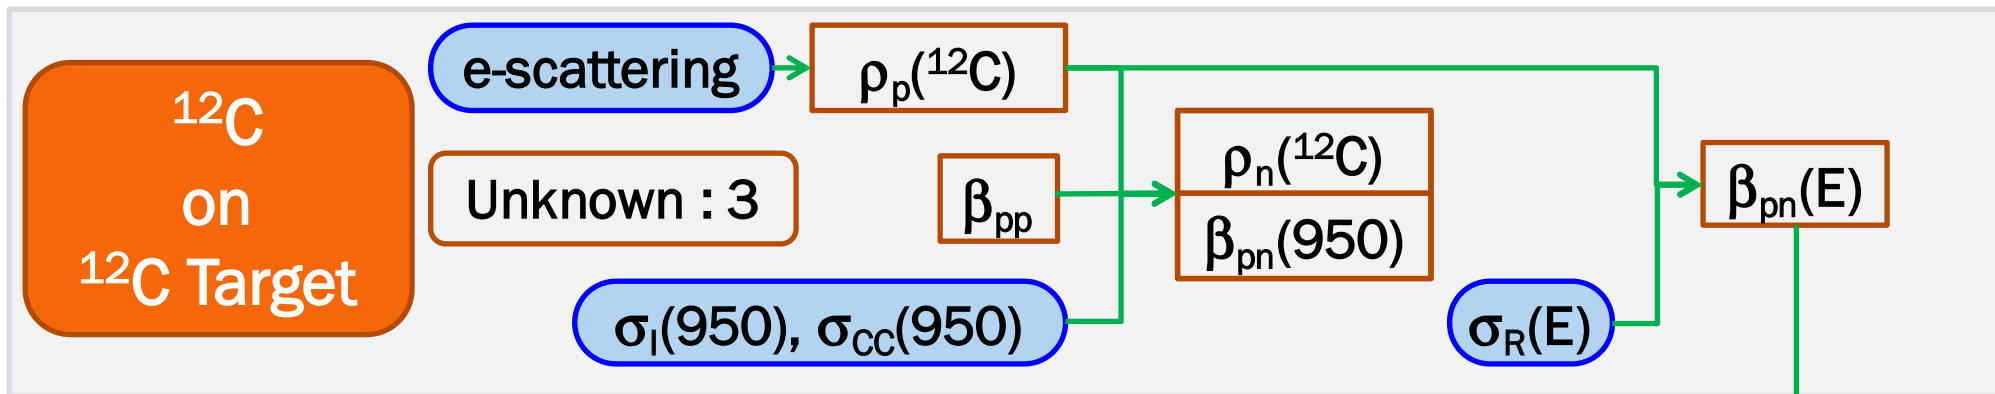 ¹²C
on
¹²C Target
e-scattering
ρₚ(¹²C)
Unknown : 3
βₚₚ
ρₙ(¹²C)
βₚₙ(950)
σI(950), σCC(950)
σR(E)
βₚₙ(E)